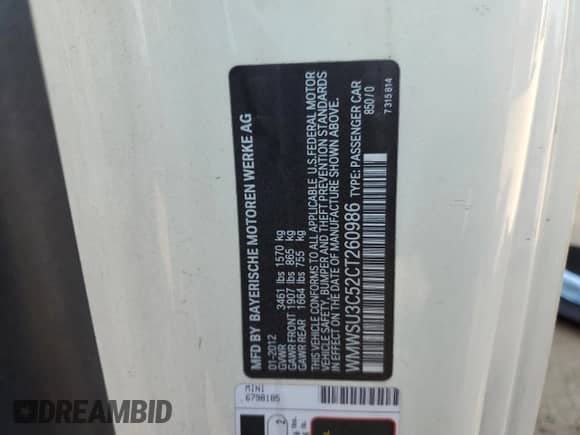 MFD BY BAYERISCHE MOTOREN WERKE AG
01-2012
GVWR 3461 lbs 1570 kg
GAWR FRONT 1907 lbs 865 kg
GAWR REAR 1664 lbs 755 kg
THIS VEHICLE CONFORMS TO ALL APPLICABLE U.S.FEDERAL MOTOR
VEHICLE SAFETY, BUMPER AND THEFT PREVENTION STANDARDS
IN EFFECT ON THE DATE OF MANUFACTURE SHOWN ABOVE.
WMWSU3C52CT260986 TYPE: PASSENGER CAR
850/0
7315814
MINI
6798185
2
DREAMBID